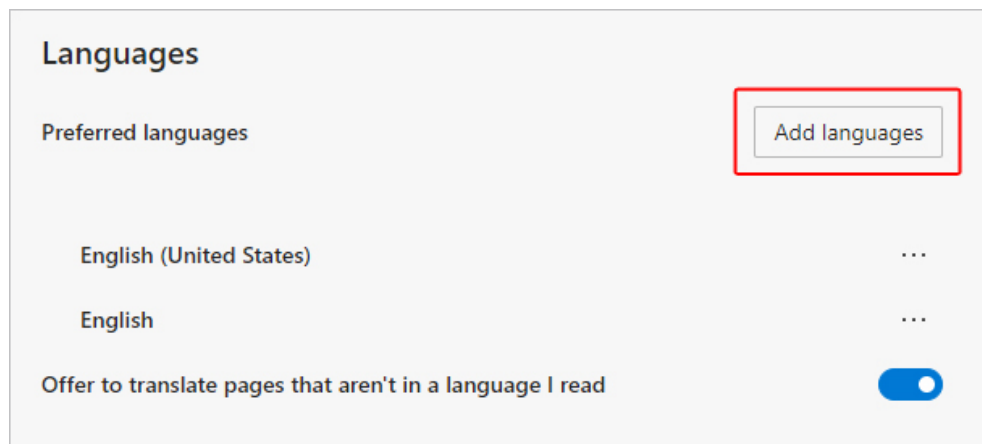 Languages
Preferred languages
Add languages
English (United States)
...
English
...
Offer to translate pages that aren't in a language I read